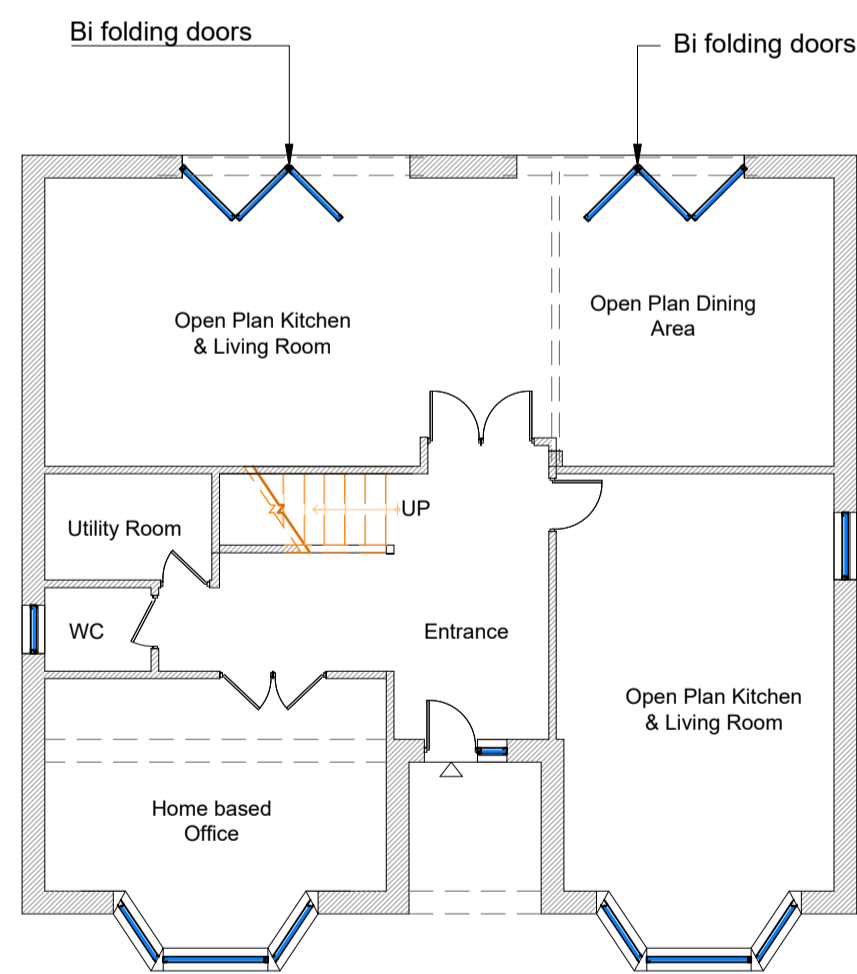 Bi folding doors
Bi folding doors
Open Plan Kitchen
& Living Room
Open Plan Dining
Area
UP
Utility Room
WC
Entrance
Open Plan Kitchen
& Living Room
Home based
Office